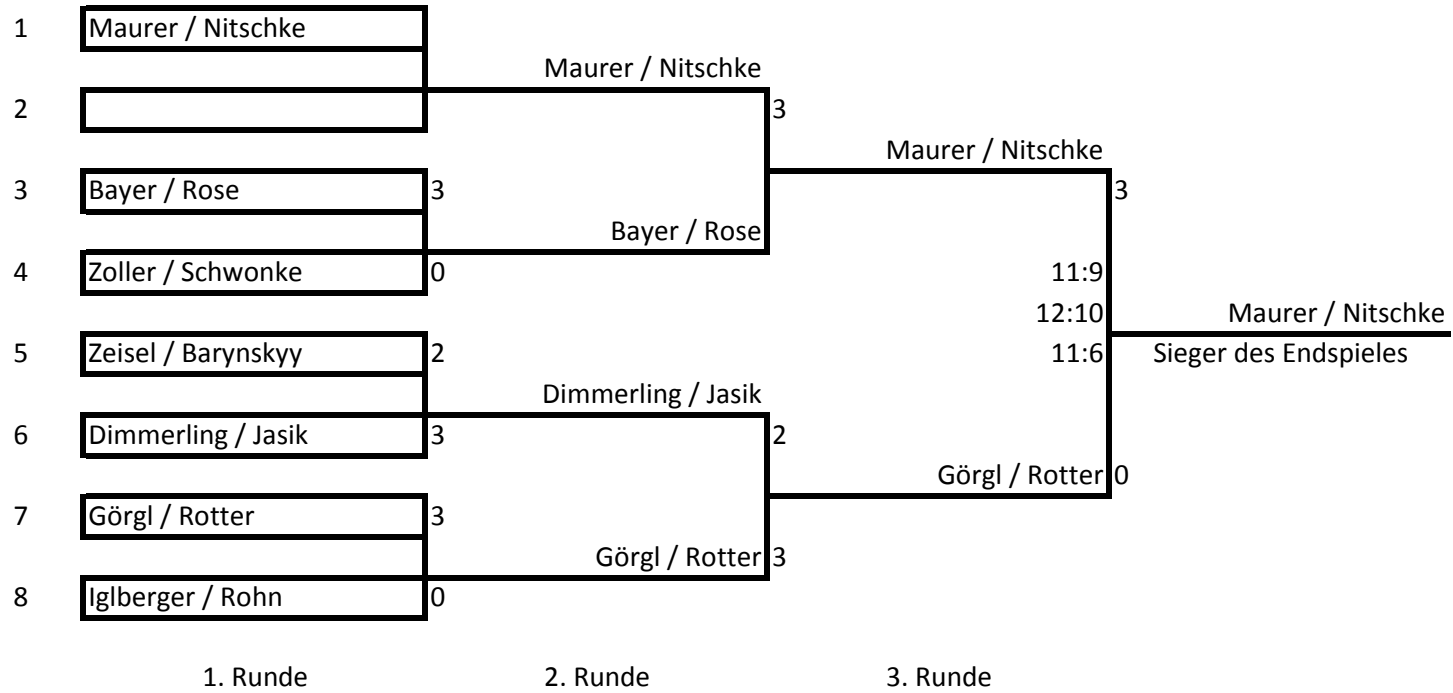 1 Maurer / Nitschke
Maurer / Nitschke
2 3
Maurer / Nitschke
3 Bayer / Rose 3 3
Bayer / Rose
4 Zoller / Schwonke 0 11:9
12:10 Maurer / Nitschke
5 Zeisel / Barynskyy 2 11:6 Sieger des Endspieles
Dimmerling / Jasik
6 Dimmerling / Jasik 3 2
Görgl / Rotter 0
7 Görgl / Rotter 3
Görgl / Rotter 3
8 Iglberger / Rohn 0
1. Runde 2. Runde 3. Runde